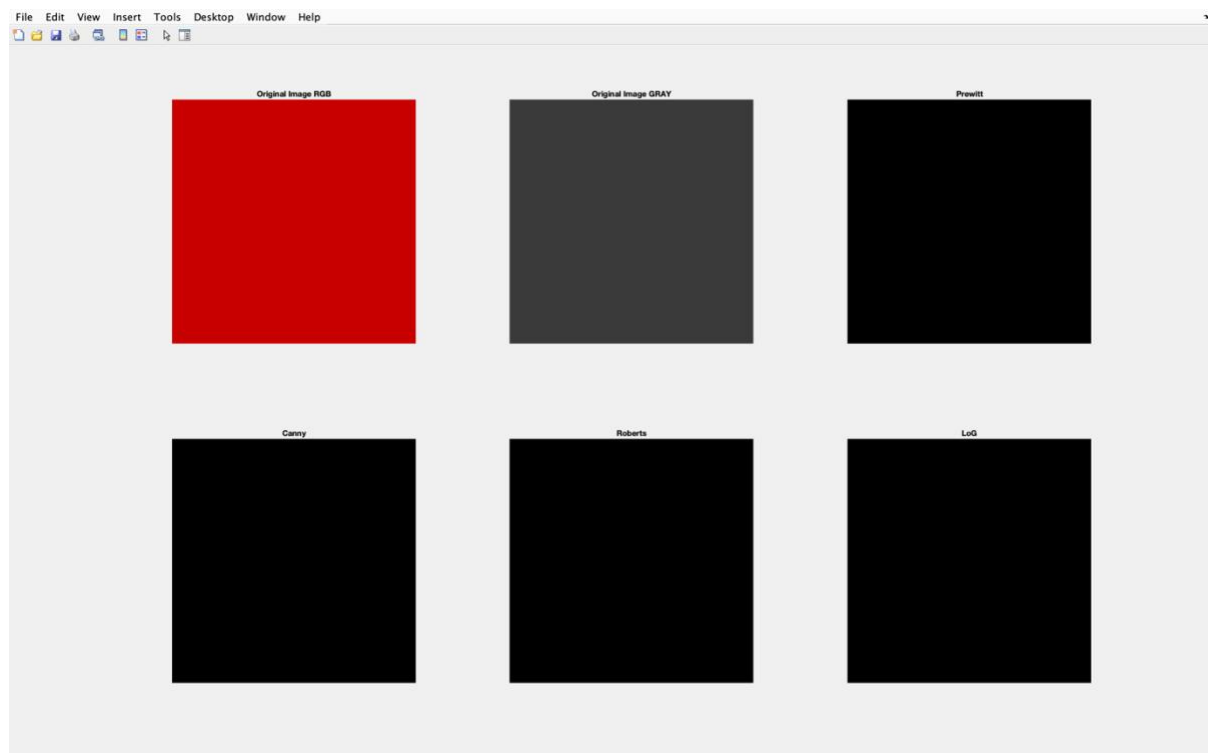 File Edit View Insert Tools Desktop Window Help
Original Image RGB
Original Image GRAY
Prewitt
Canny
Roberts
LoG